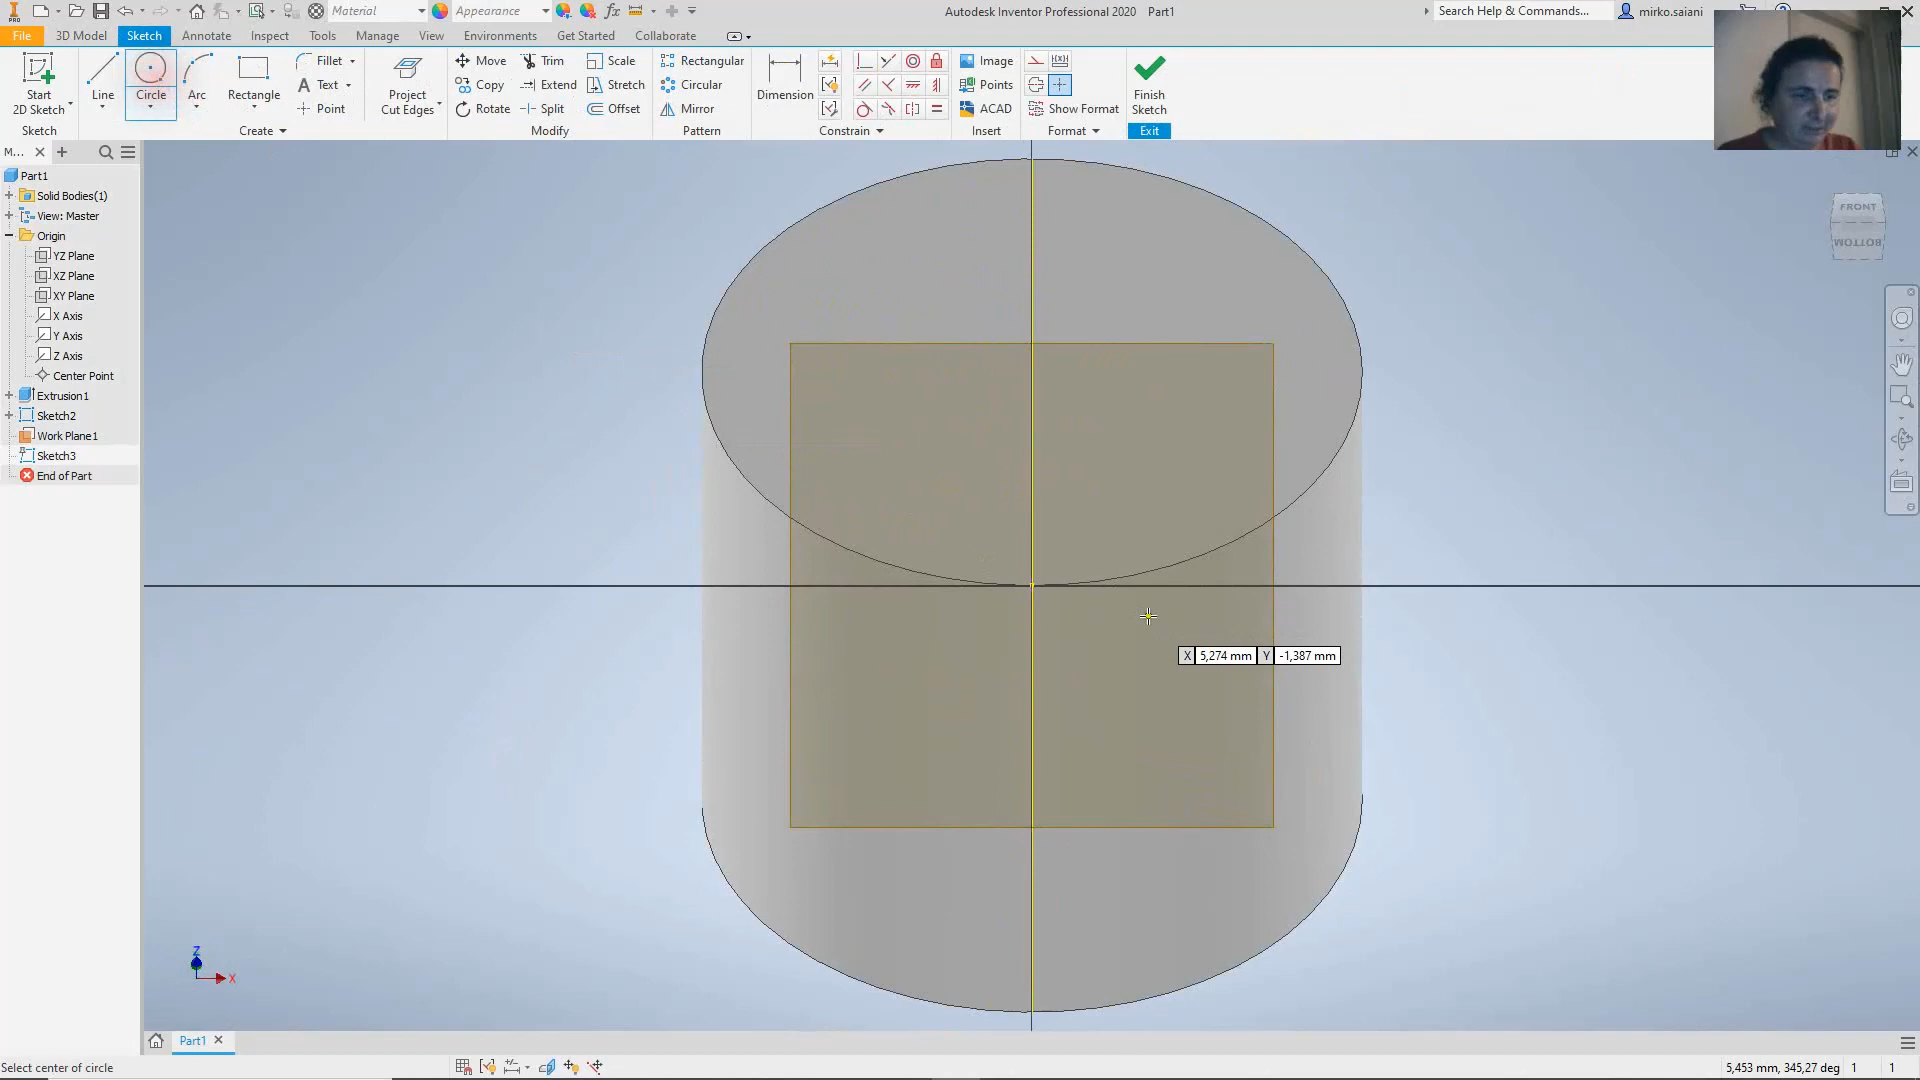 Material
Appearance
fx
Autodesk Inventor Professional 2020 Part1
Search Help & Commands...
mirko.saiani
PRO
File
3D Model
Sketch
Annotate
Inspect
Tools
Manage
View
Environments
Get Started
Collaborate
Start
2D Sketch
Line
Circle
Arc
Rectangle
Fillet
Text
Point
Project
Cut Edges
Move
Copy
Rotate
Trim
Extend
Split
Scale
Stretch
Offset
Rectangular
Circular
Mirror
Dimension
Image
Points
ACAD
Show Format
Finish
Sketch
Sketch
Create
Modify
Pattern
Constrain
Insert
Format
Exit
M...
Part1
Solid Bodies(1)
View: Master
Origin
YZ Plane
XZ Plane
XY Plane
X Axis
Y Axis
Z Axis
Center Point
Extrusion1
Sketch2
Work Plane1
Sketch3
End of Part
FRONT
BOTTOM
X 5,274 mm Y -1,387 mm
Z
X
Part1
Select center of circle
5,453 mm, 345,27 deg 1 1